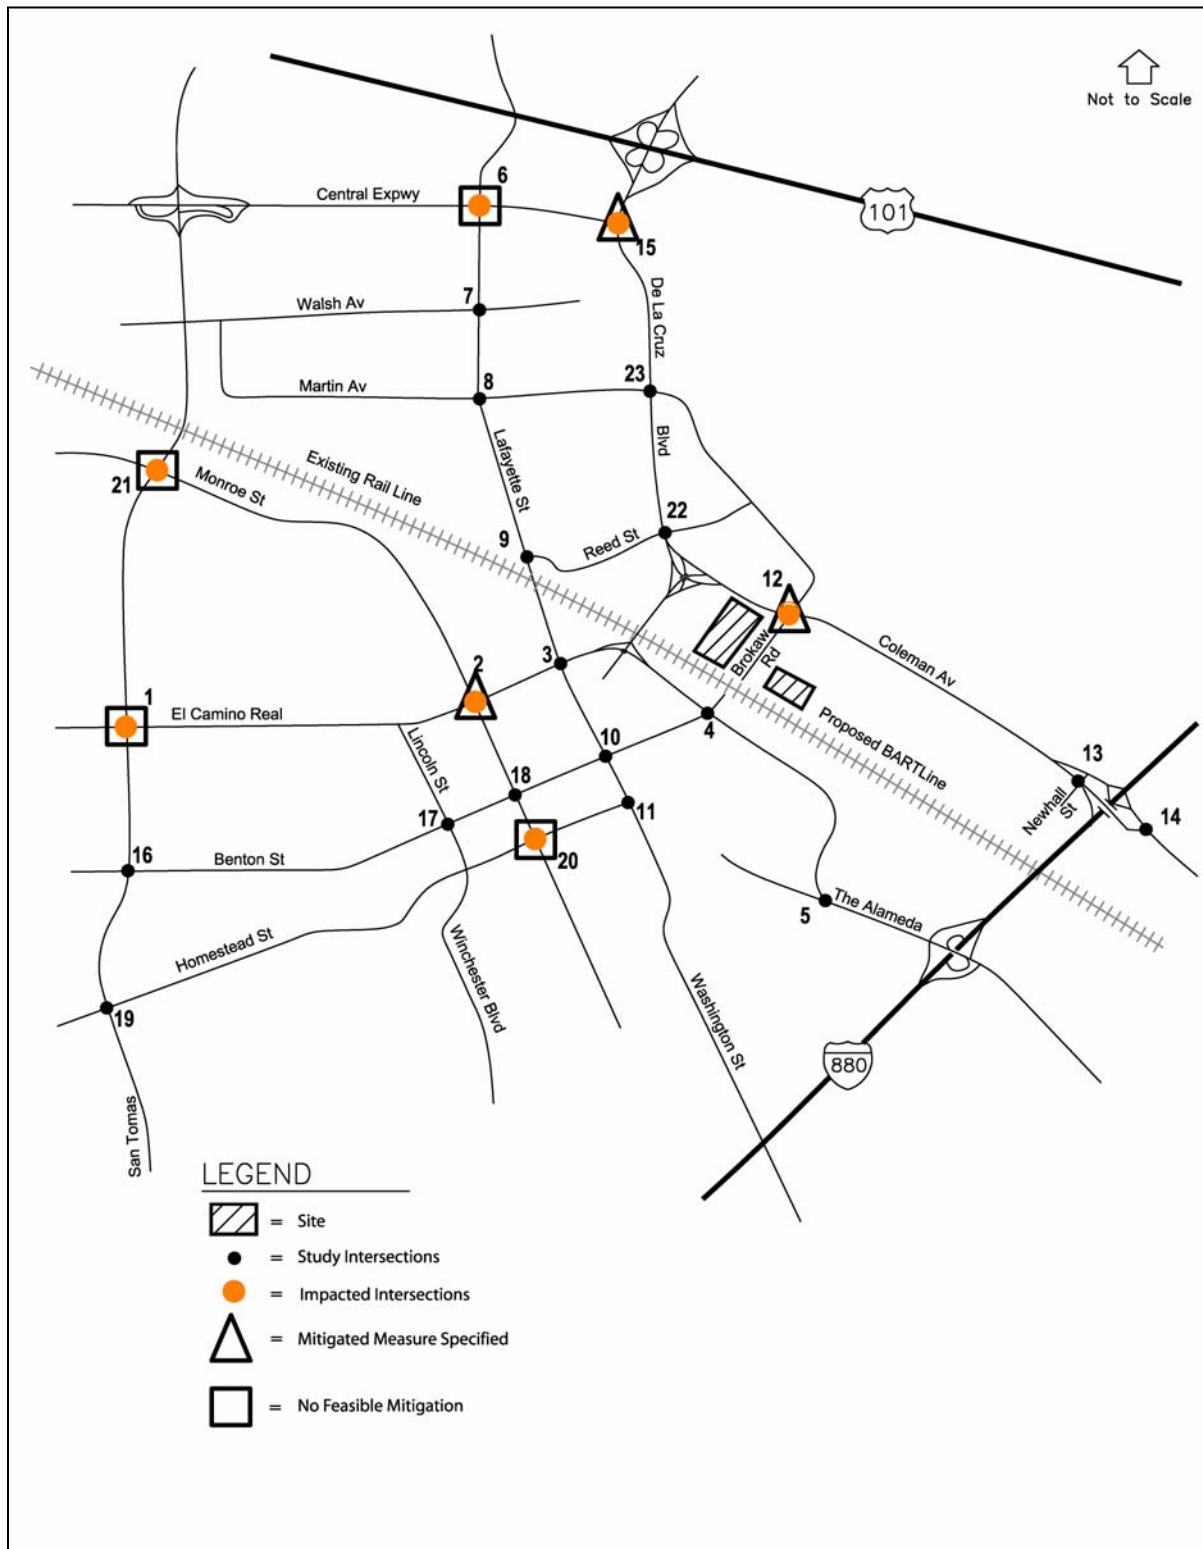 Not to Scale
6
Central Expwy
101
15
De La Cruz
Blvd
7
Walsh Av
8
23
Martin Av
Lafayette St
Existing Rail Line
21
Monroe St
22
9
Reed St
12
Brokaw
Rd
Coleman Av
3
2
1
El Camino Real
4
Proposed BARTLine
Lincoln St
10
18
13
Newhall
St
11
17
14
20
16
Benton St
5
The Alameda
Homestead St
Winchester Blvd
Washington St
19
880
San Tomas
LEGEND
= Site
= Study Intersections
= Impacted Intersections
= Mitigated Measure Specified
= No Feasible Mitigation